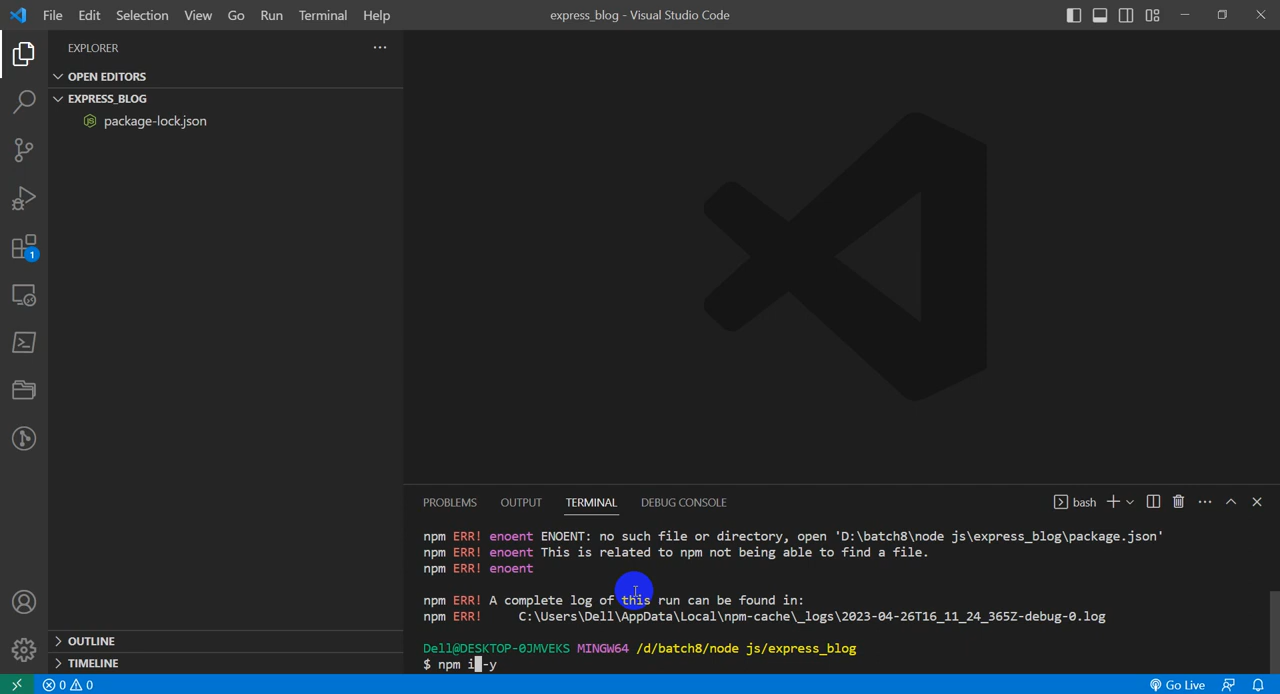 File Edit Selection View Go Run Terminal Help
express_blog - Visual Studio Code
EXPLORER
OPEN EDITORS
EXPRESS_BLOG
package-lock.json
1
OUTLINE
TIMELINE
PROBLEMS OUTPUT TERMINAL DEBUG CONSOLE
bash
npm ERR! enoent ENOENT: no such file or directory, open 'D:\batch8\node js\express_blog\package.json'
npm ERR! enoent This is related to npm not being able to find a file.
npm ERR! enoent
npm ERR! A complete log of this run can be found in:
npm ERR!     C:\Users\Dell\AppData\Local\npm-cache\_logs\2023-04-26T16_11_24_365Z-debug-0.log
Dell@DESKTOP-0JMVEKS MINGW64 /d/batch8/node js/express_blog
$ npm i -y
0 0
Go Live